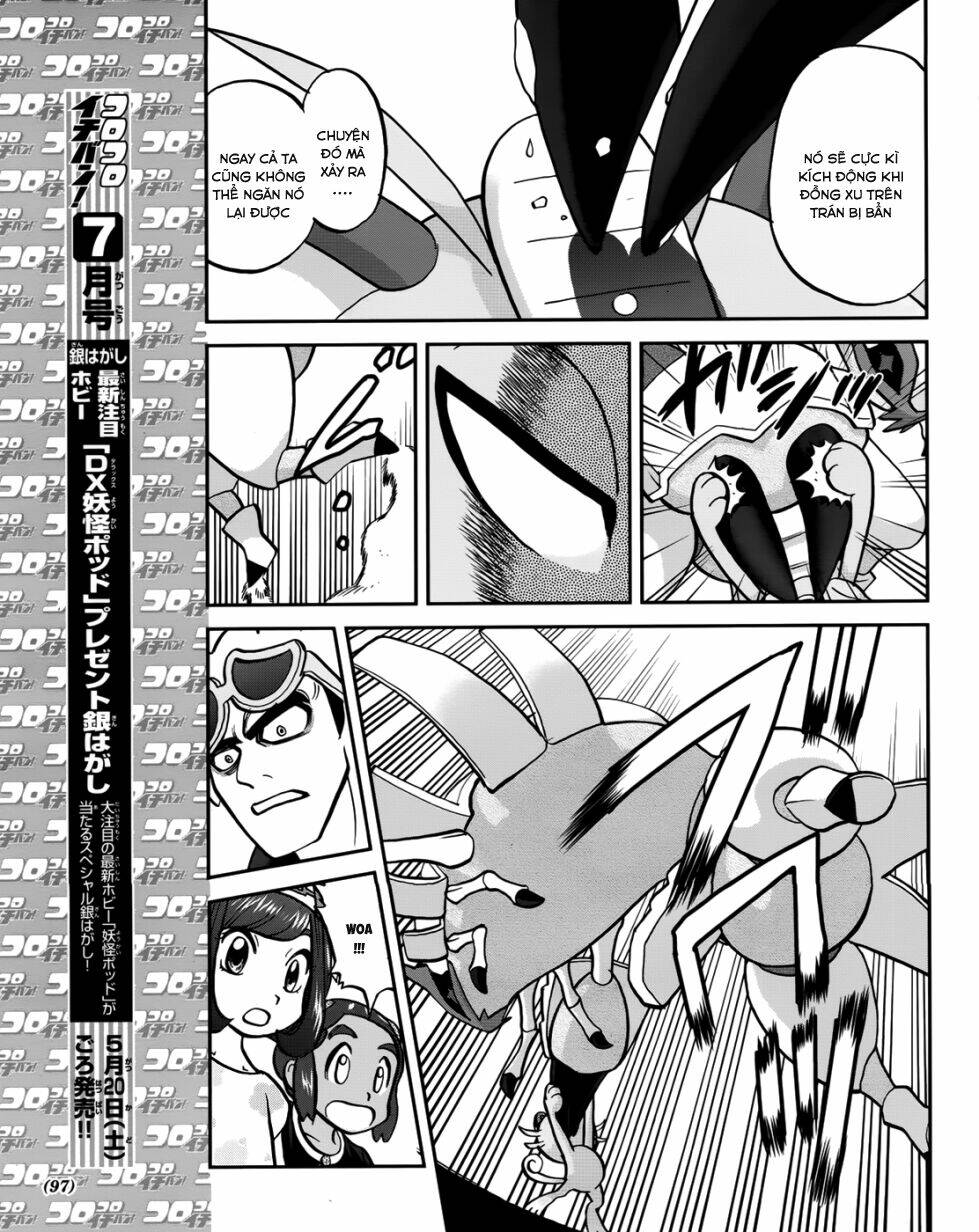 NÓ SẼ CỰC KÌ
KÍCH ĐỘNG KHI
ĐỒNG XU TRÊN
TRÁN BỊ BẨN
CHUYỆN
ĐÓ MÀ
XẢY RA
....
NGAY CẢ TA
CŨNG KHÔNG
THỂ NGĂN NÓ
LẠI ĐƯỢC
WOA
!!!
コロコロ
イチバン!
7月号
銀はがし
最新注目
ホビー
「DX妖怪ポッド」プレゼント銀はがし
大注目の最新ホビー「妖怪ポッド」が
当たるスペシャル銀はがし!
5月20日(土)
ごろ発売!!
(97)